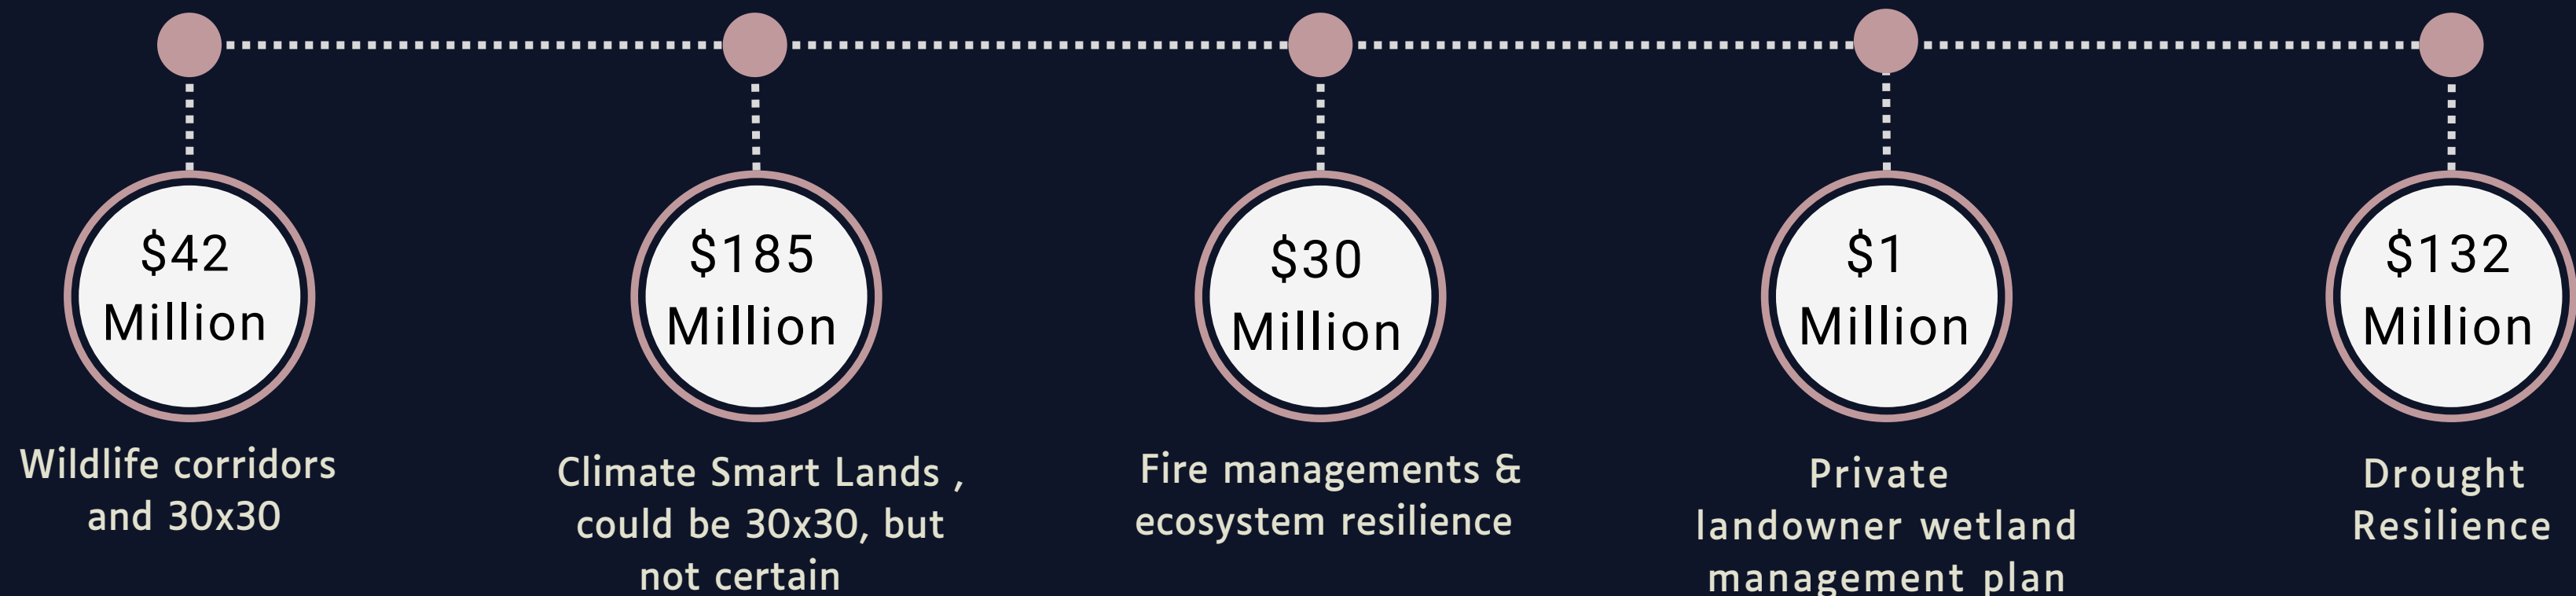 $42
Million
Wildlife corridors
and 30x30
$185
Million
Climate Smart Lands ,
could be 30x30, but
not certain
$30
Million
Fire managements &
ecosystem resilience
$1
Million
Private
landowner wetland
management plan
$132
Million
Drought
Resilience